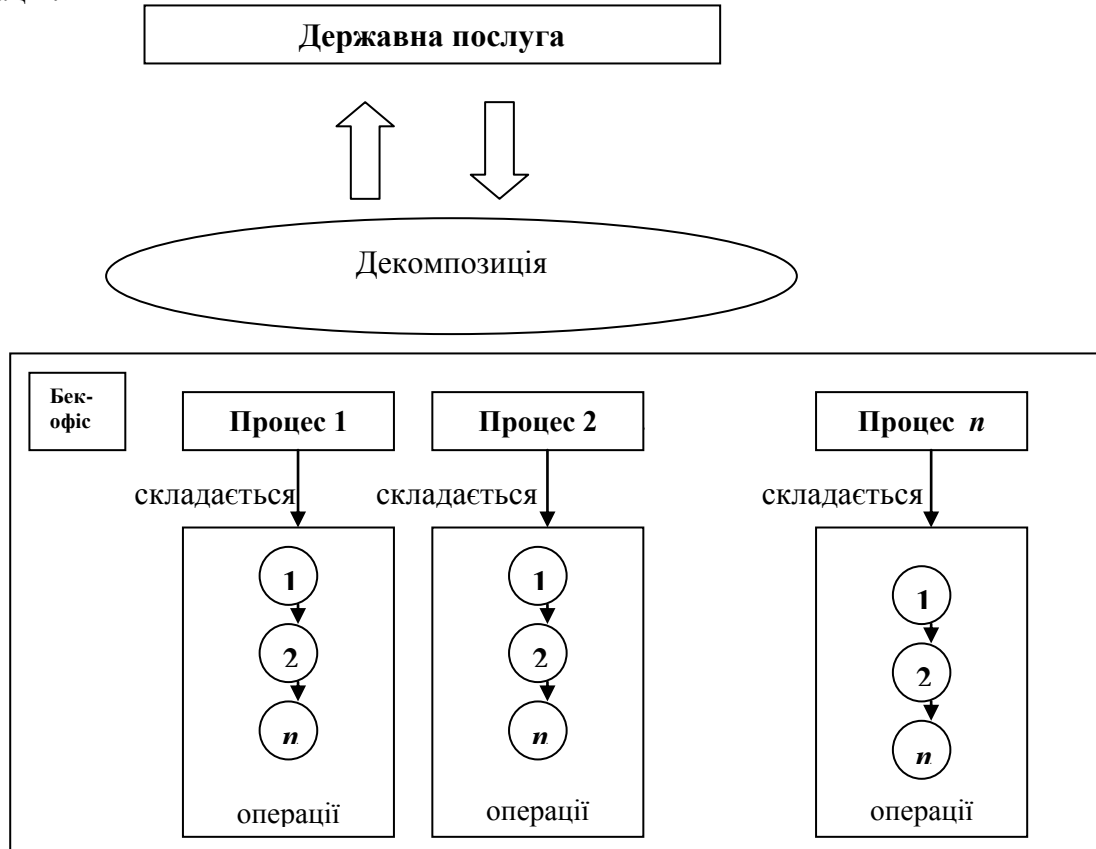 Державна послуга
Декомпозиція
Бек-
офіс
Процес 1
Процес 2
Процес n
складається
складається
складається
1
1
1
2
2
2
n
n
n
операції
операції
операції